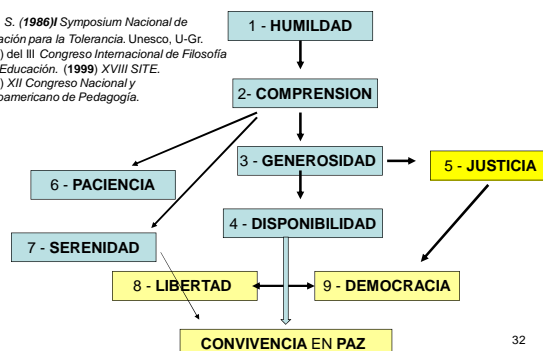 S. (1986)I Symposium Nacional de
ación para la Tolerancia. Unesco, U-Gr.
) del III Congreso Internacional de Filosofía
Educación. (1999) XVIII SITE.
) XII Congreso Nacional y
oamericano de Pedagogía.
1 - HUMILDAD
2- COMPRENSION
3 - GENEROSIDAD
5 - JUSTICIA
6 - PACIENCIA
4 - DISPONIBILIDAD
7 - SERENIDAD
8 - LIBERTAD
9 - DEMOCRACIA
CONVIVENCIA EN PAZ
32